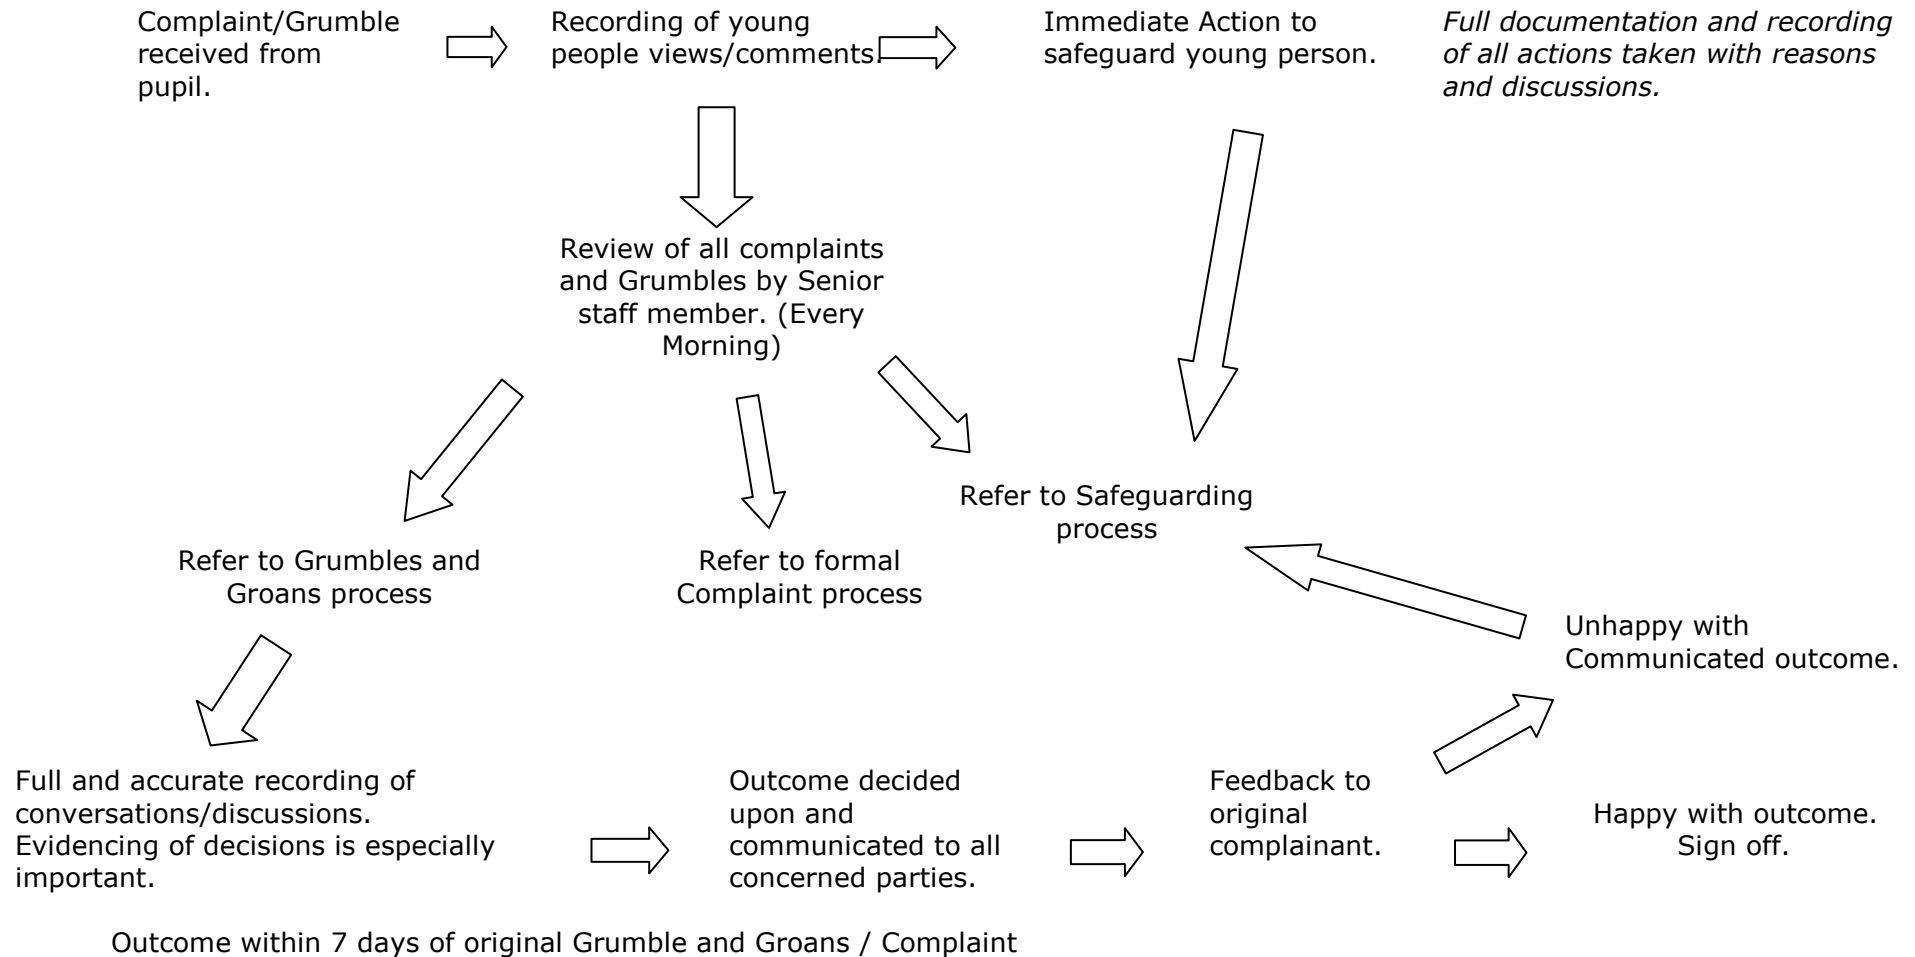 Complaint/Grumble
received from
pupil.
Recording of young
people views/comments.
Immediate Action to
safeguard young person.
Full documentation and recording
of all actions taken with reasons
and discussions.
Review of all complaints
and Grumbles by Senior
staff member. (Every
Morning)
Refer to Safeguarding
process
Refer to Grumbles and
Groans process
Refer to formal
Complaint process
Unhappy with
Communicated outcome.
Full and accurate recording of
conversations/discussions.
Evidencing of decisions is especially
important.
Outcome decided
upon and
communicated to all
concerned parties.
Feedback to
original
complainant.
Happy with outcome.
Sign off.
Outcome within 7 days of original Grumble and Groans / Complaint